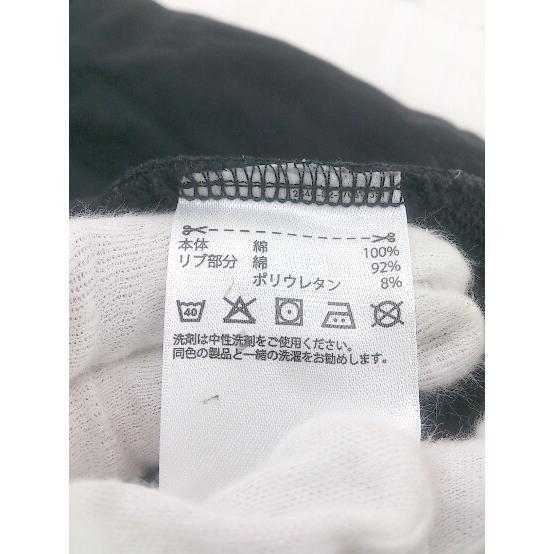 本体 綿 100%
リブ部分 綿 92%
ポリウレタン 8%
40
洗剤は中性洗剤をご使用ください。
同色の製品と一緒の洗濯をお勧めします。